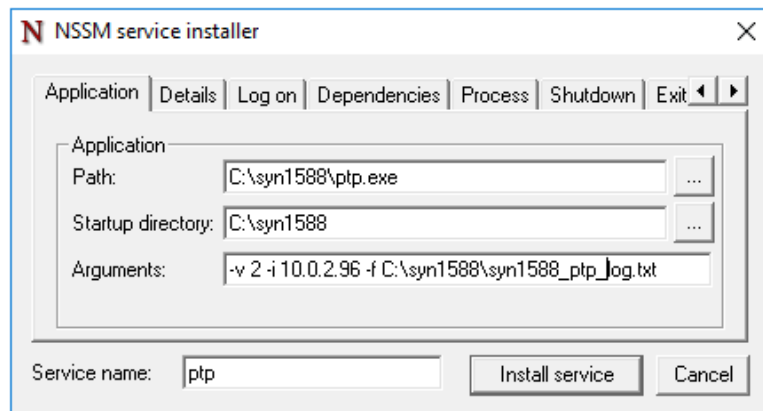 N NSSM service installer
Application Details Log on Dependencies Process Shutdown Exit
Application
Path: C:\syn1588\ptp.exe ...
Startup directory: C:\syn1588 ...
Arguments: -v 2 -i 10.0.2.96 -f C:\syn1588\syn1588_ptp_log.txt
Service name: ptp Install service Cancel